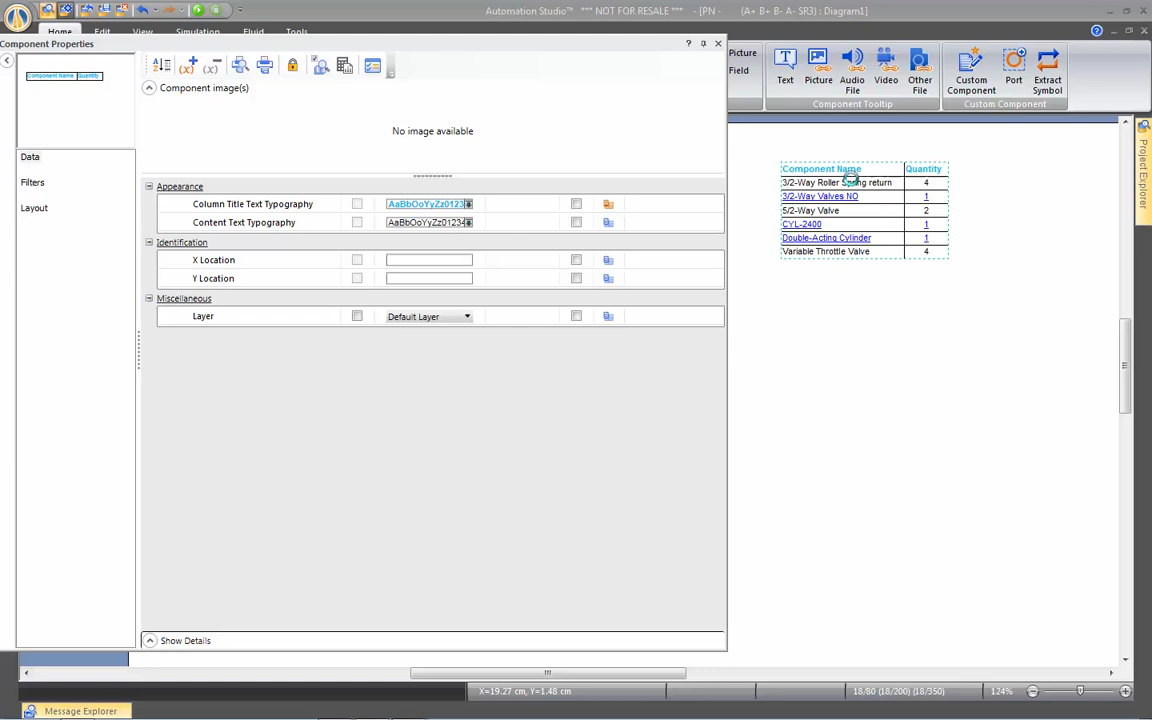 Automation Studio™ *** NOT FOR RESALE *** - [PN - (A+ B+ B- A- SR3) : Diagram1]
Home Edit View Simulation Fluid Tools
Component Properties
Picture
Field
Text Picture Audio File Video Other File
Component Tooltip
Custom Component Port Extract Symbol
Custom Component
Component Name Quantity
Component image(s)
No image available
Data
Filters
Layout
Appearance
Column Title Text Typography AaBbOoYyZz0123
Content Text Typography AaBbOoYyZz01234
Identification
X Location
Y Location
Miscellaneous
Layer Default Layer
Show Details
Component Name Quantity
3/2-Way Roller Spring return 4
3/2-Way Valves NO 1
5/2-Way Valve 2
CYL-2400 1
Double-Acting Cylinder 1
Variable Throttle Valve 4
Project Explorer
X=19.27 cm, Y=1.48 cm
18/80 (18/200) (18/350)
124%
Message Explorer